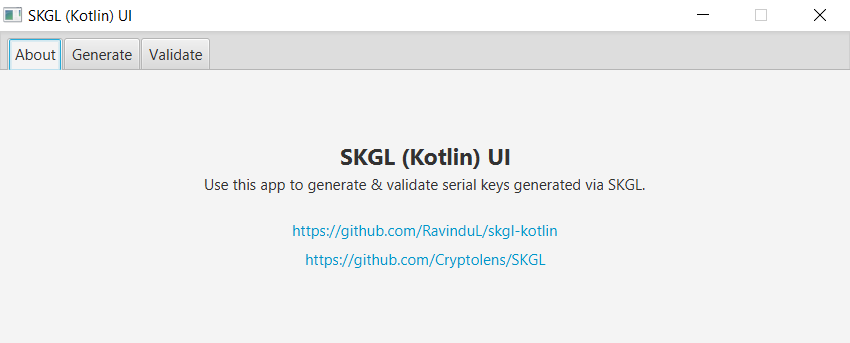 SKGL (Kotlin) UI
About Generate Validate
SKGL (Kotlin) UI
Use this app to generate & validate serial keys generated via SKGL.
https://github.com/RavinduL/skgl-kotlin
https://github.com/Cryptolens/SKGL